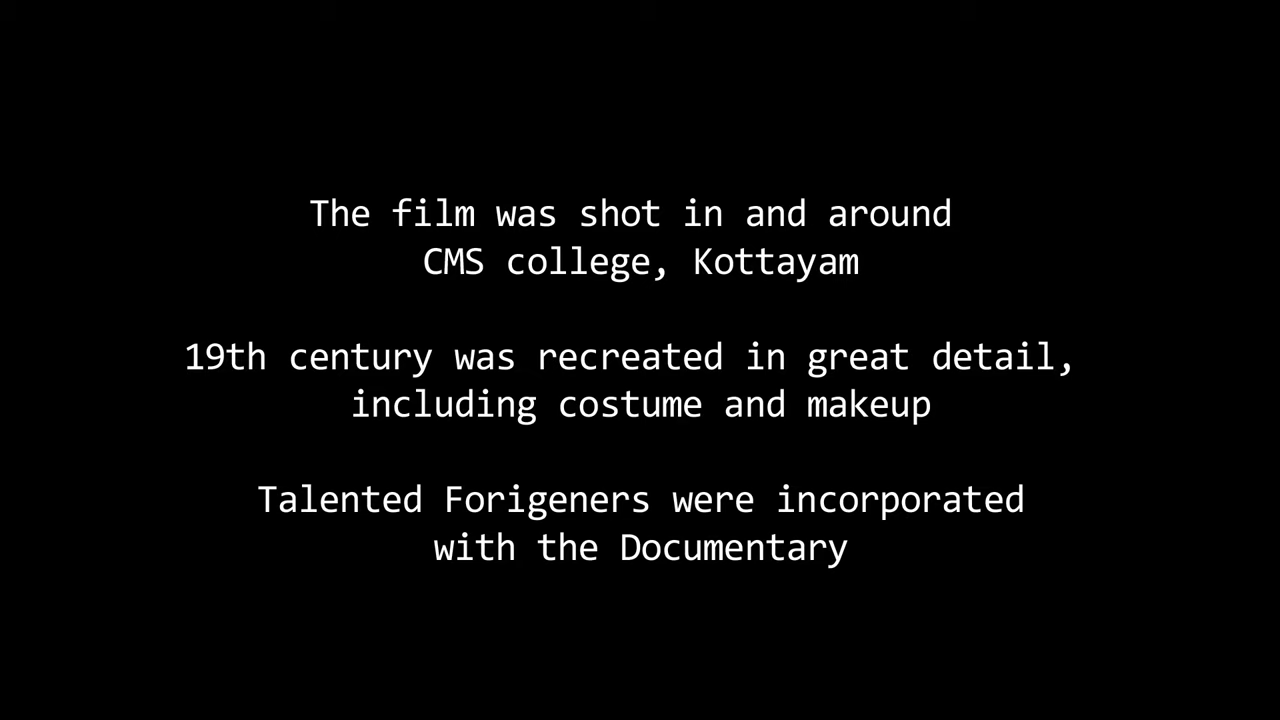 The film was shot in and around
CMS college, Kottayam
19th century was recreated in great detail,
including costume and makeup
Talented Forigeners were incorporated
with the Documentary